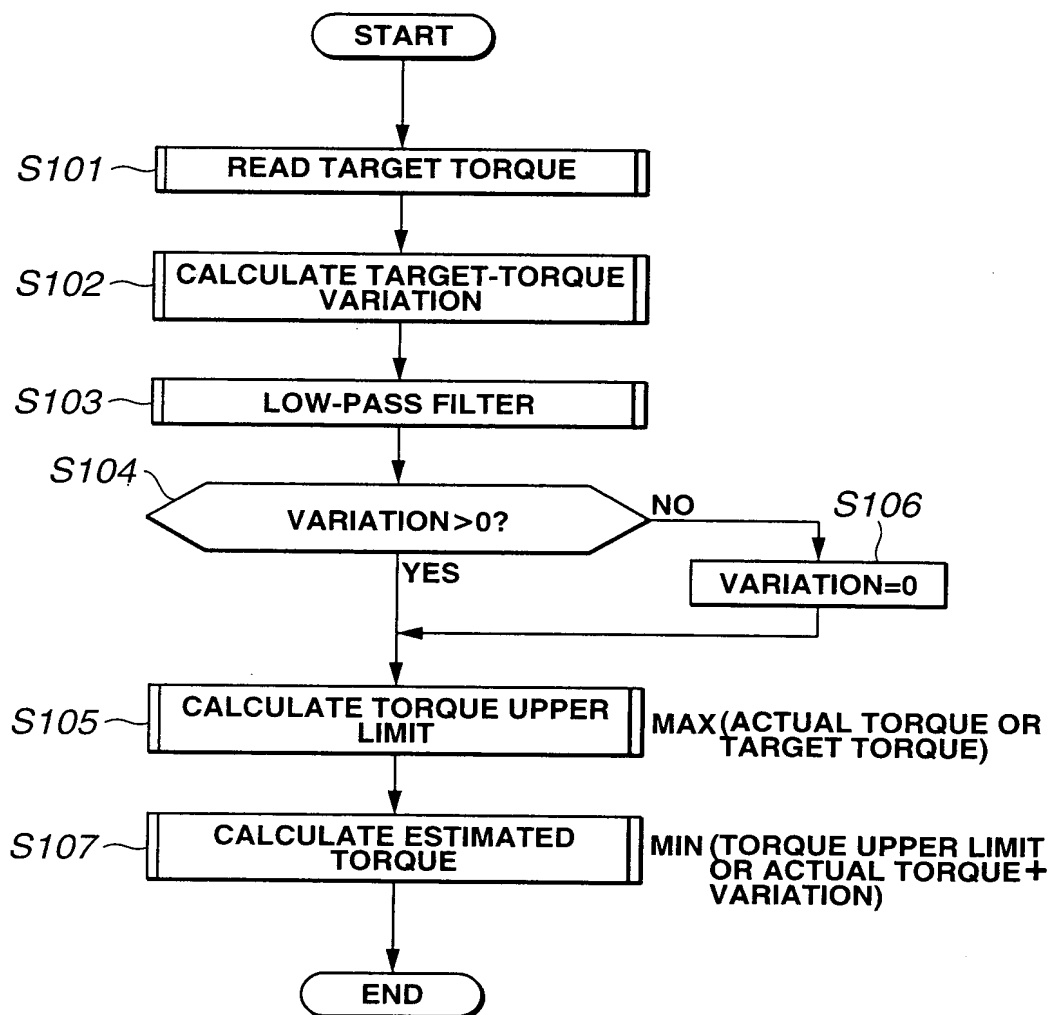 START
S101
READ TARGET TORQUE
S102
CALCULATE TARGET-TORQUE
VARIATION
S103
LOW-PASS FILTER
S104
VARIATION>0?
NO
S106
YES
VARIATION=0
S105
CALCULATE TORQUE UPPER
LIMIT
MAX(ACTUAL TORQUE OR
TARGET TORQUE)
S107
CALCULATE ESTIMATED
TORQUE
MIN(TORQUE UPPER LIMIT
OR ACTUAL TORQUE+
VARIATION)
END